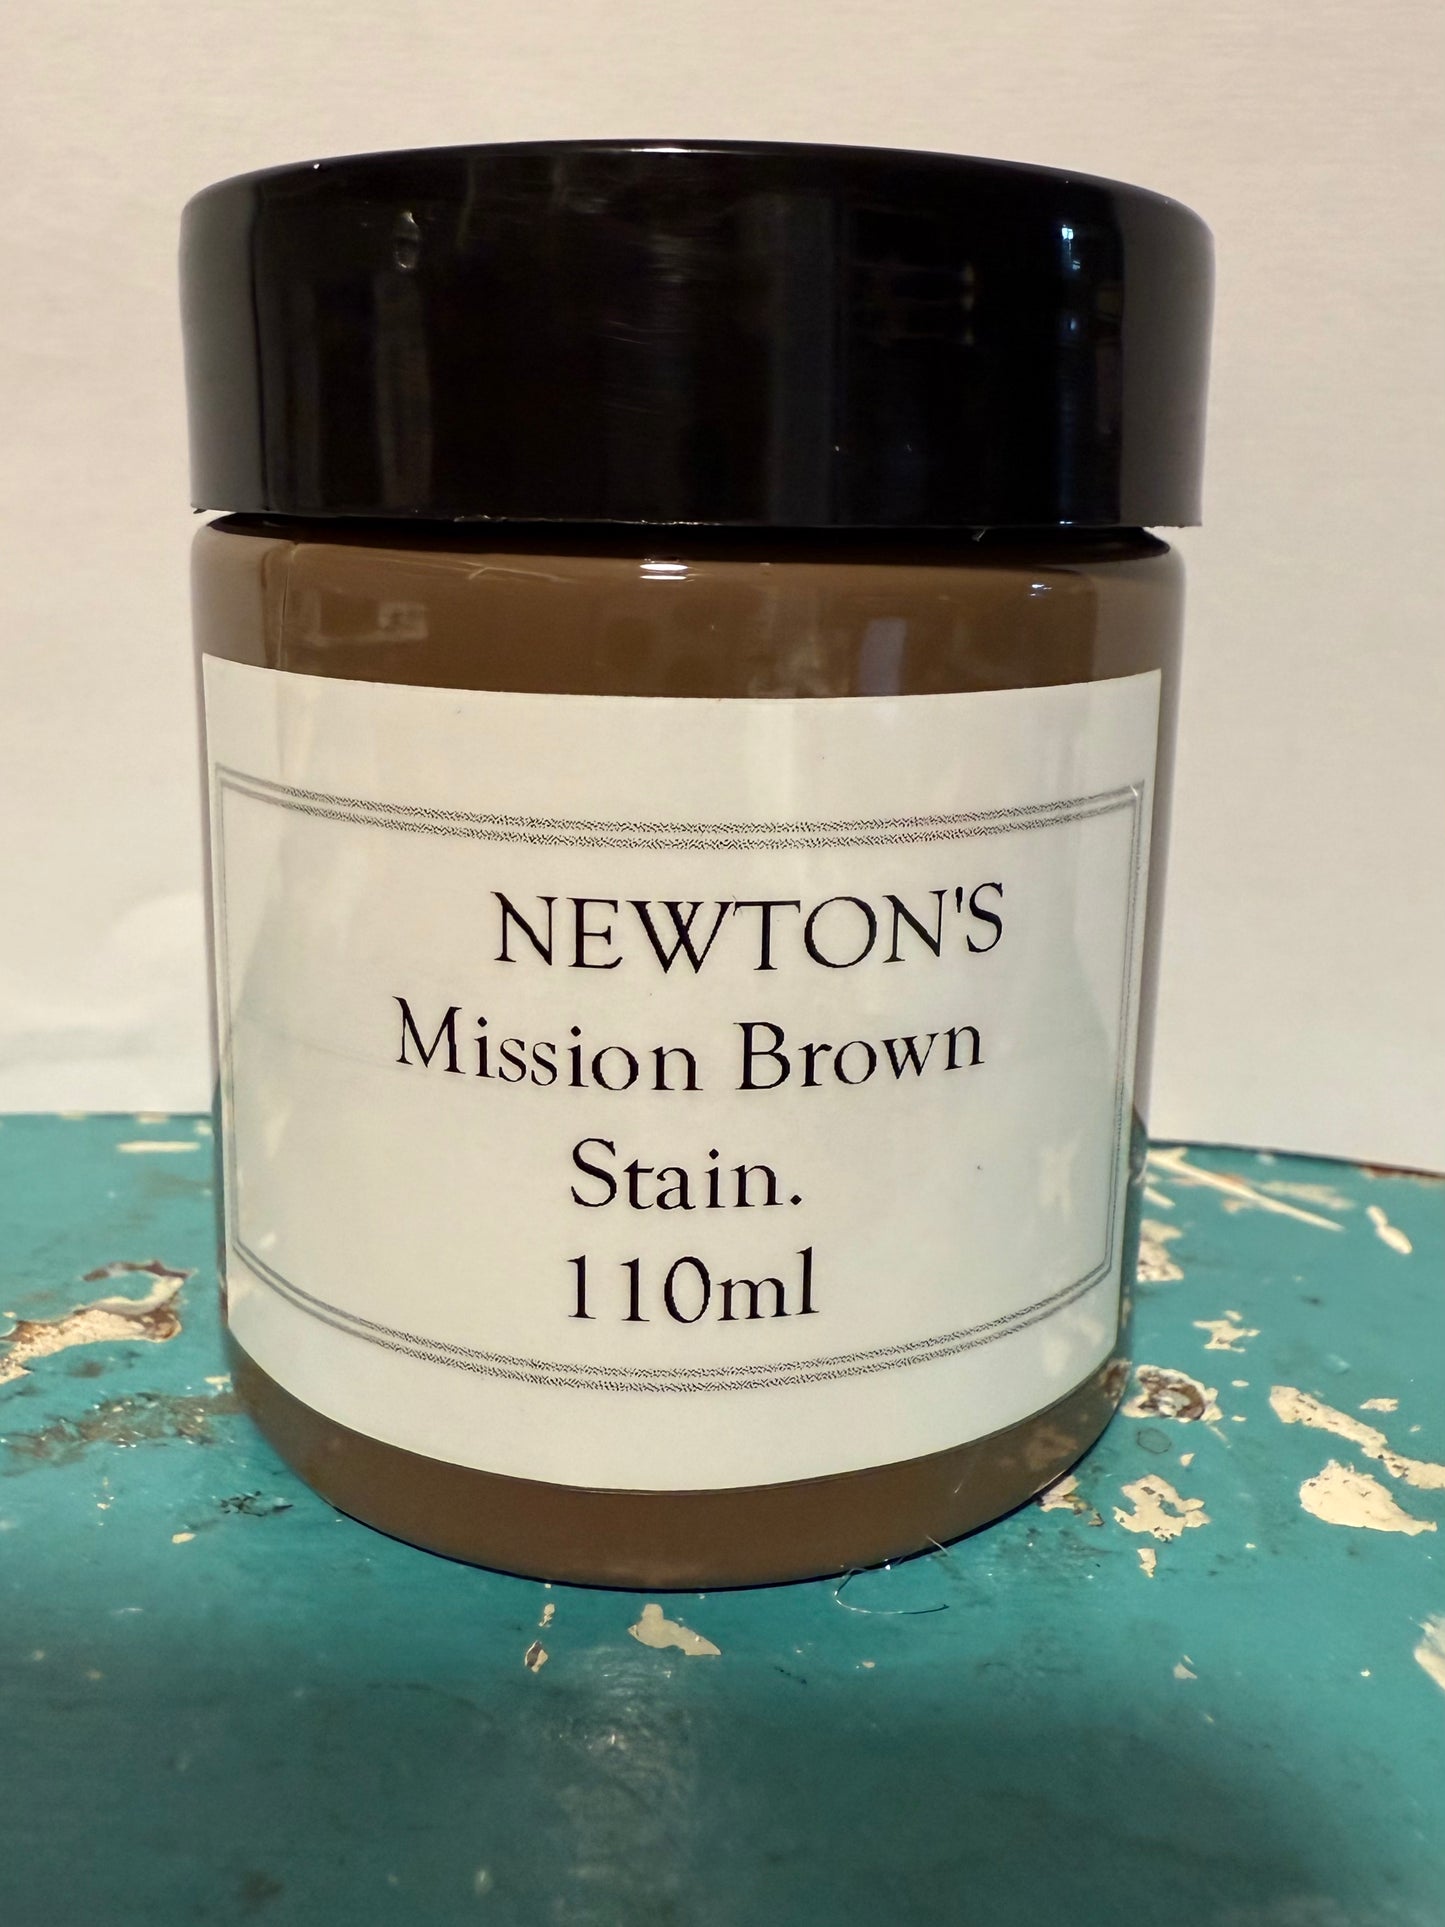 NEWTON'S
Mission Brown
Stain.
110ml